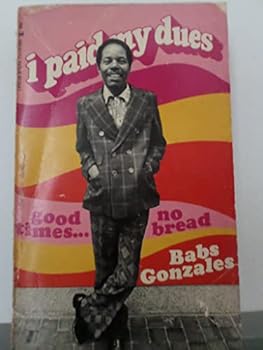 i paid my dues
good
times...
no
bread
Babs
Gonzales